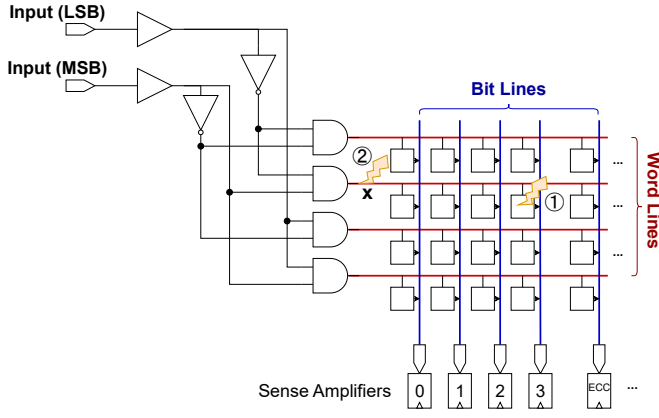 Input (LSB)
Input (MSB)
Bit Lines
②
x
①
...
...
...
Word Lines
Sense Amplifiers
0
1
2
3
ECC
...